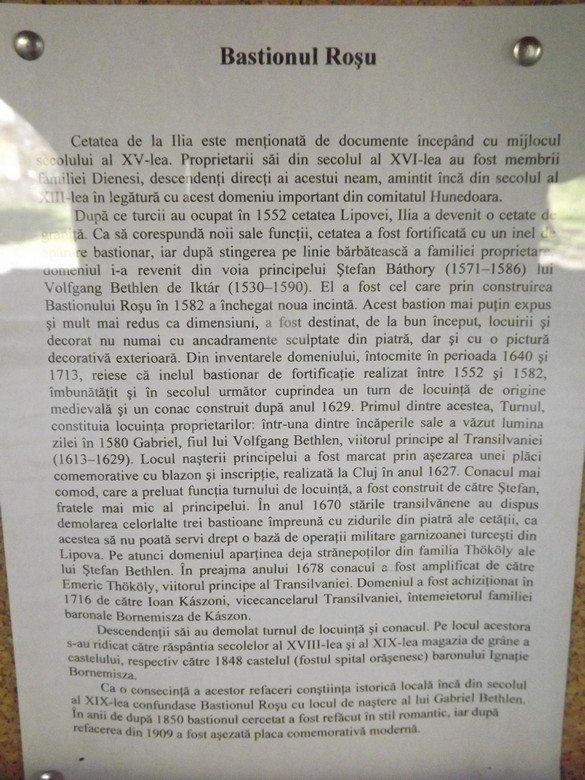 Bastionul Roşu
Cetatea de la Ilia este menţionată de documente începând cu mijlocul
secolului al XV-lea. Proprietarii săi din secolul al XVI-lea au fost membrii
familiei Dienesi, descendenţi direcţi ai acestui neam, amintit încă din secolul al
XIII-lea în legătură cu acest domeniu important din comitatul Hunedoara.
După ce turcii au ocupat în 1552 cetatea Lipovei, Ilia a devenit o cetate de
graniţă. Ca să corespundă noii sale funcţii, cetatea a fost fortificată cu un inel de
bastionar, iar după stingerea pe linie bărbătească a familiei proprietare
domeniul i-a revenit din voia principelui Ştefan Báthory (1571–1586) lui
Volfgang Bethlen de Iktár (1530–1590). El a fost cel care prin construirea
Bastionului Roşu în 1582 a închegat noua incintă. Acest bastion mai puţin expus
şi mult mai redus ca dimensiuni, a fost destinat, de la bun început, locuirii şi
decorat nu numai cu ancadramente sculptate din piatră, dar şi cu o pictură
decorativă exterioară. Din inventarele domeniului, întocmite în perioada 1640 şi
1713, reiese că inelul bastionar de fortificaţie realizat între 1552 şi 1582,
îmbunătăţit şi în secolul următor cuprindea un turn de locuinţă de origine
medievală şi un conac construit după anul 1629. Primul dintre acestea, Turnul,
constituia locuinţa proprietarilor: într-una dintre încăperile sale a văzut lumina
zilei în 1580 Gabriel, fiul lui Volfgang Bethlen, viitorul principe al Transilvaniei
(1613–1629). Locul naşterii principelui a fost marcat prin aşezarea unei plăci
comemorative cu blazon şi inscripţie, realizată la Cluj în anul 1627. Conacul mai
comod, care a preluat funcţia turnului de locuinţă, a fost construit de către Ştefan,
fratele mai mic al principelui. În anul 1670 stările transilvănene au dispus
demolarea celorlalte trei bastioane împreună cu zidurile din piatră ale cetăţii, ca
acestea să nu poată servi drept o bază de operaţii militare garnizoanei turceşti din
Lipova. Pe atunci domeniul aparţinea deja strănepoţilor din familia Thököly ale
lui Ştefan Bethlen. În preajma anului 1678 conacul a fost amplificat de către
Emeric Thököly, viitorul principe al Transilvaniei. Domeniul a fost achiziţionat în
1716 de către Ioan Kászoni, vicecancelarul Transilvaniei, întemeietorul familiei
baronale Bornemisza de Kászon.
Descendenţii săi au demolat turnul de locuinţă şi conacul. Pe locul acestora
s-au ridicat către răspântia secolelor al XVIII-lea şi al XIX-lea magazia de grâne a
castelului, respectiv către 1848 castelul (fostul spital orăşenesc) baronului Ignaţie
Bornemisza.
Ca o consecinţă a acestor refaceri conştiinţa istorică locală încă din secolul
al XIX-lea confundase Bastionul Roşu cu locul de naştere al lui Gabriel Bethlen.
În anii de după 1850 bastionul cercetat a fost refăcut în stil romantic, iar după
refacerea din 1909 a fost aşezată placa comemorativă modernă.